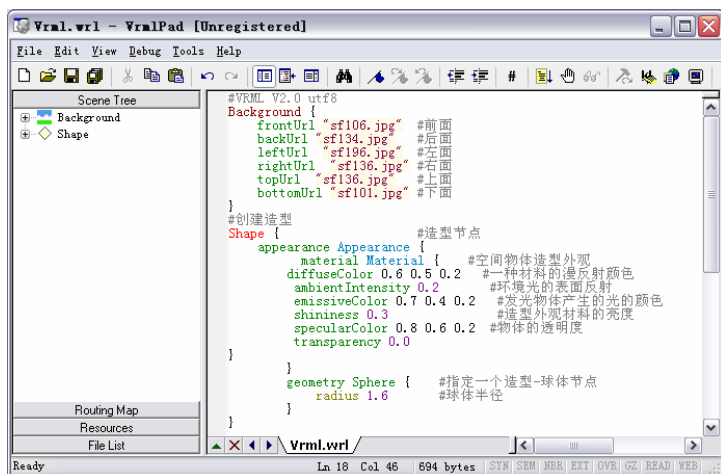 Vrml.wrl - VrmlPad [Unregistered]
File Edit View Debug Tools Help
Scene Tree
Background
Shape
#VRML V2.0 utf8
Background {
frontUrl "sf106.jpg" #前面
backUrl "sf134.jpg" #后面
leftUrl "sf196.jpg" #左面
rightUrl "sf136.jpg" #右面
topUrl "sf136.jpg" #上面
bottomUrl "sf101.jpg" #下面
}
#创建造型
Shape { #造型节点
appearance Appearance {
material Material { #空间物体造型外观
diffuseColor 0.6 0.5 0.2 #一种材料的漫反射颜色
ambientIntensity 0.2 #环境光的表面反射
emissiveColor 0.7 0.4 0.2 #发光物体产生的光的颜色
shininess 0.3 #造型外观材料的亮度
specularColor 0.8 0.6 0.2 #物体的透明度
transparency 0.0
}
}
geometry Sphere { #指定一个造型-球体节点
radius 1.6 #球体半径
}
}
Routing Map
Resources
File List
Vrml.wrl
Ready Ln 18 Col 46 694 bytes SYN SEM NBR EXT OVR GZ READ WEB